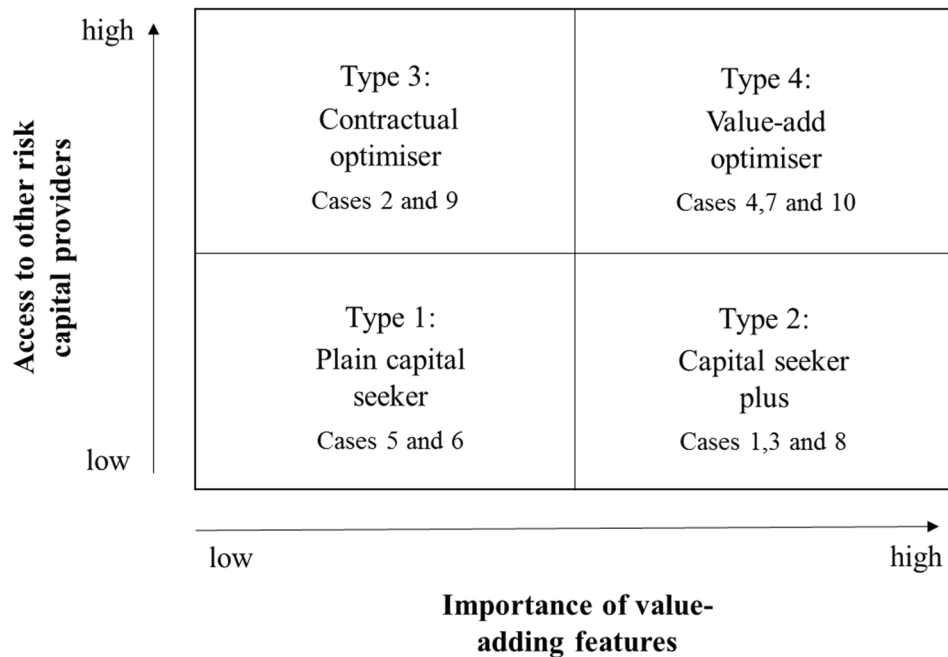 high
Access to other risk
capital providers
low
Type 3:
Contractual
optimiser
Cases 2 and 9
Type 4:
Value-add
optimiser
Cases 4,7 and 10
Type 1:
Plain capital
seeker
Cases 5 and 6
Type 2:
Capital seeker
plus
Cases 1,3 and 8
low
high
Importance of value-
adding features